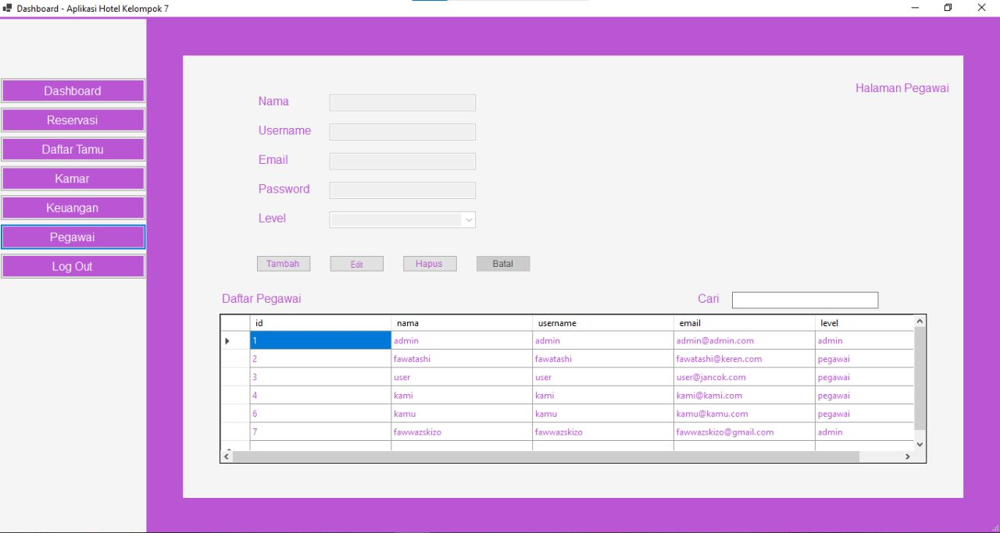 Dashboard - Aplikasi Hotel Kelompok 7
Dashboard
Reservasi
Daftar Tamu
Kamar
Keuangan
Pegawai
Log Out
Halaman Pegawai
Nama
Username
Email
Password
Level
Tambah Edit Hapus Batal
Daftar Pegawai Cari
id nama username email level
1 admin admin admin@admin.com admin
2 fawatashi fawatashi fawatashi@keren.com pegawai
3 user user user@jancok.com pegawai
4 kami kami kami@kami.com pegawai
6 kamu kamu kamu@kamu.com pegawai
7 fawwazskizo fawwazskizo fawwazskizo@gmail.com admin